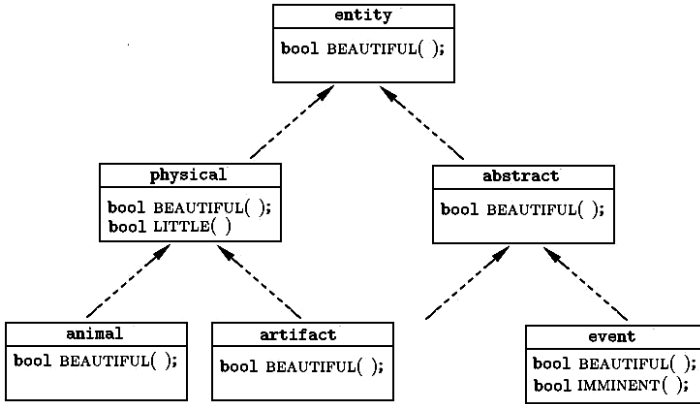 entity
bool BEAUTIFUL( );
physical
bool BEAUTIFUL( );
bool LITTLE( )
abstract
bool BEAUTIFUL( );
animal
bool BEAUTIFUL( );
artifact
bool BEAUTIFUL( );
event
bool BEAUTIFUL( );
bool IMMINENT( );